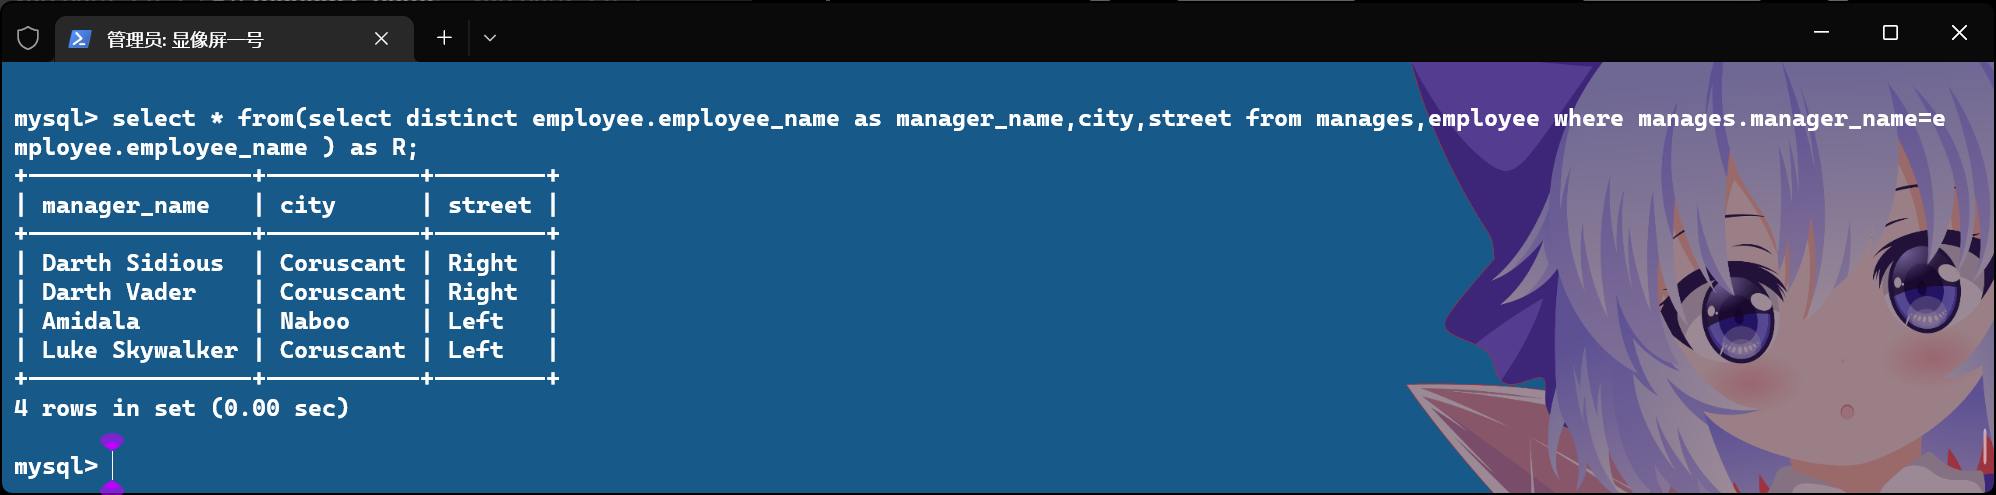 管理员: 显像屏一号
mysql> select * from(select distinct employee.employee_name as manager_name,city,street from manages,employee where manages.manager_name=e
mployee.employee_name ) as R;
+----------------+-----------+--------+
| manager_name   | city      | street |
+----------------+-----------+--------+
| Darth Sidious  | Coruscant | Right  |
| Darth Vader    | Coruscant | Right  |
| Amidala        | Naboo     | Left   |
| Luke Skywalker | Coruscant | Left   |
+----------------+-----------+--------+
4 rows in set (0.00 sec)
mysql>